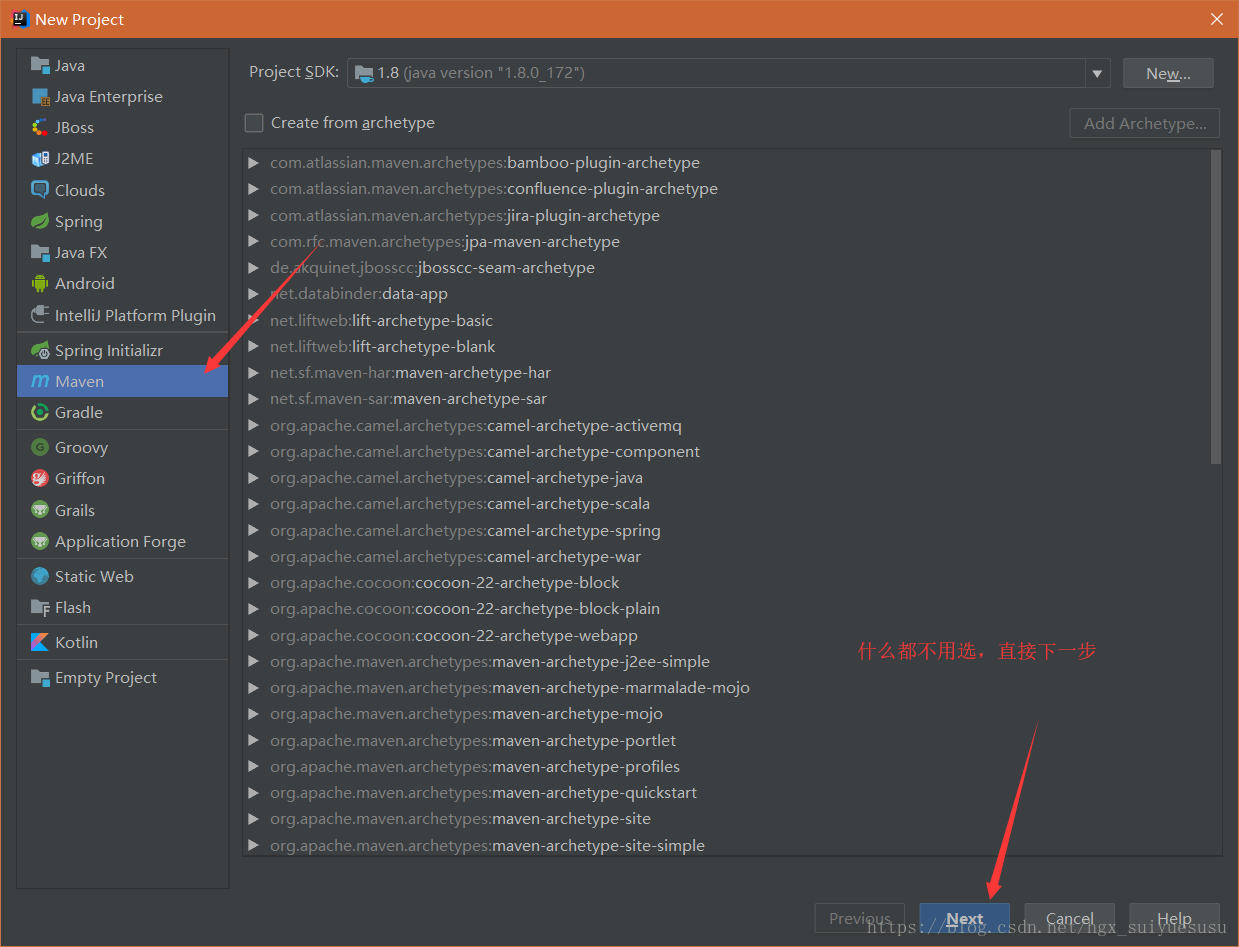 New Project
Java
Java Enterprise
JBoss
J2ME
Clouds
Spring
Java FX
Android
IntelliJ Platform Plugin
Spring Initializr
Maven
Gradle
Groovy
Griffon
Grails
Application Forge
Static Web
Flash
Kotlin
Empty Project
Project SDK: 1.8 (java version "1.8.0_172") New...
Create from archetype Add Archetype...
com.atlassian.maven.archetypes:bamboo-plugin-archetype
com.atlassian.maven.archetypes:confluence-plugin-archetype
com.atlassian.maven.archetypes:jira-plugin-archetype
com.rfc.maven.archetypes:jpa-maven-archetype
de.akquinet.jbosscc:jbosscc-seam-archetype
net.databinder:data-app
net.liftweb:lift-archetype-basic
net.liftweb:lift-archetype-blank
net.sf.maven-har:maven-archetype-har
net.sf.maven-sar:maven-archetype-sar
org.apache.camel.archetypes:camel-archetype-activemq
org.apache.camel.archetypes:camel-archetype-component
org.apache.camel.archetypes:camel-archetype-java
org.apache.camel.archetypes:camel-archetype-scala
org.apache.camel.archetypes:camel-archetype-spring
org.apache.camel.archetypes:camel-archetype-war
org.apache.cocoon:cocoon-22-archetype-block
org.apache.cocoon:cocoon-22-archetype-block-plain
org.apache.cocoon:cocoon-22-archetype-webapp
org.apache.maven.archetypes:maven-archetype-j2ee-simple
org.apache.maven.archetypes:maven-archetype-marmalade-mojo
org.apache.maven.archetypes:maven-archetype-mojo
org.apache.maven.archetypes:maven-archetype-portlet
org.apache.maven.archetypes:maven-archetype-profiles
org.apache.maven.archetypes:maven-archetype-quickstart
org.apache.maven.archetypes:maven-archetype-site
org.apache.maven.archetypes:maven-archetype-site-simple
什么都不用选，直接下一步
Previous Next Cancel Help
https://blog.csdn.net/hgx_suiyuesusu